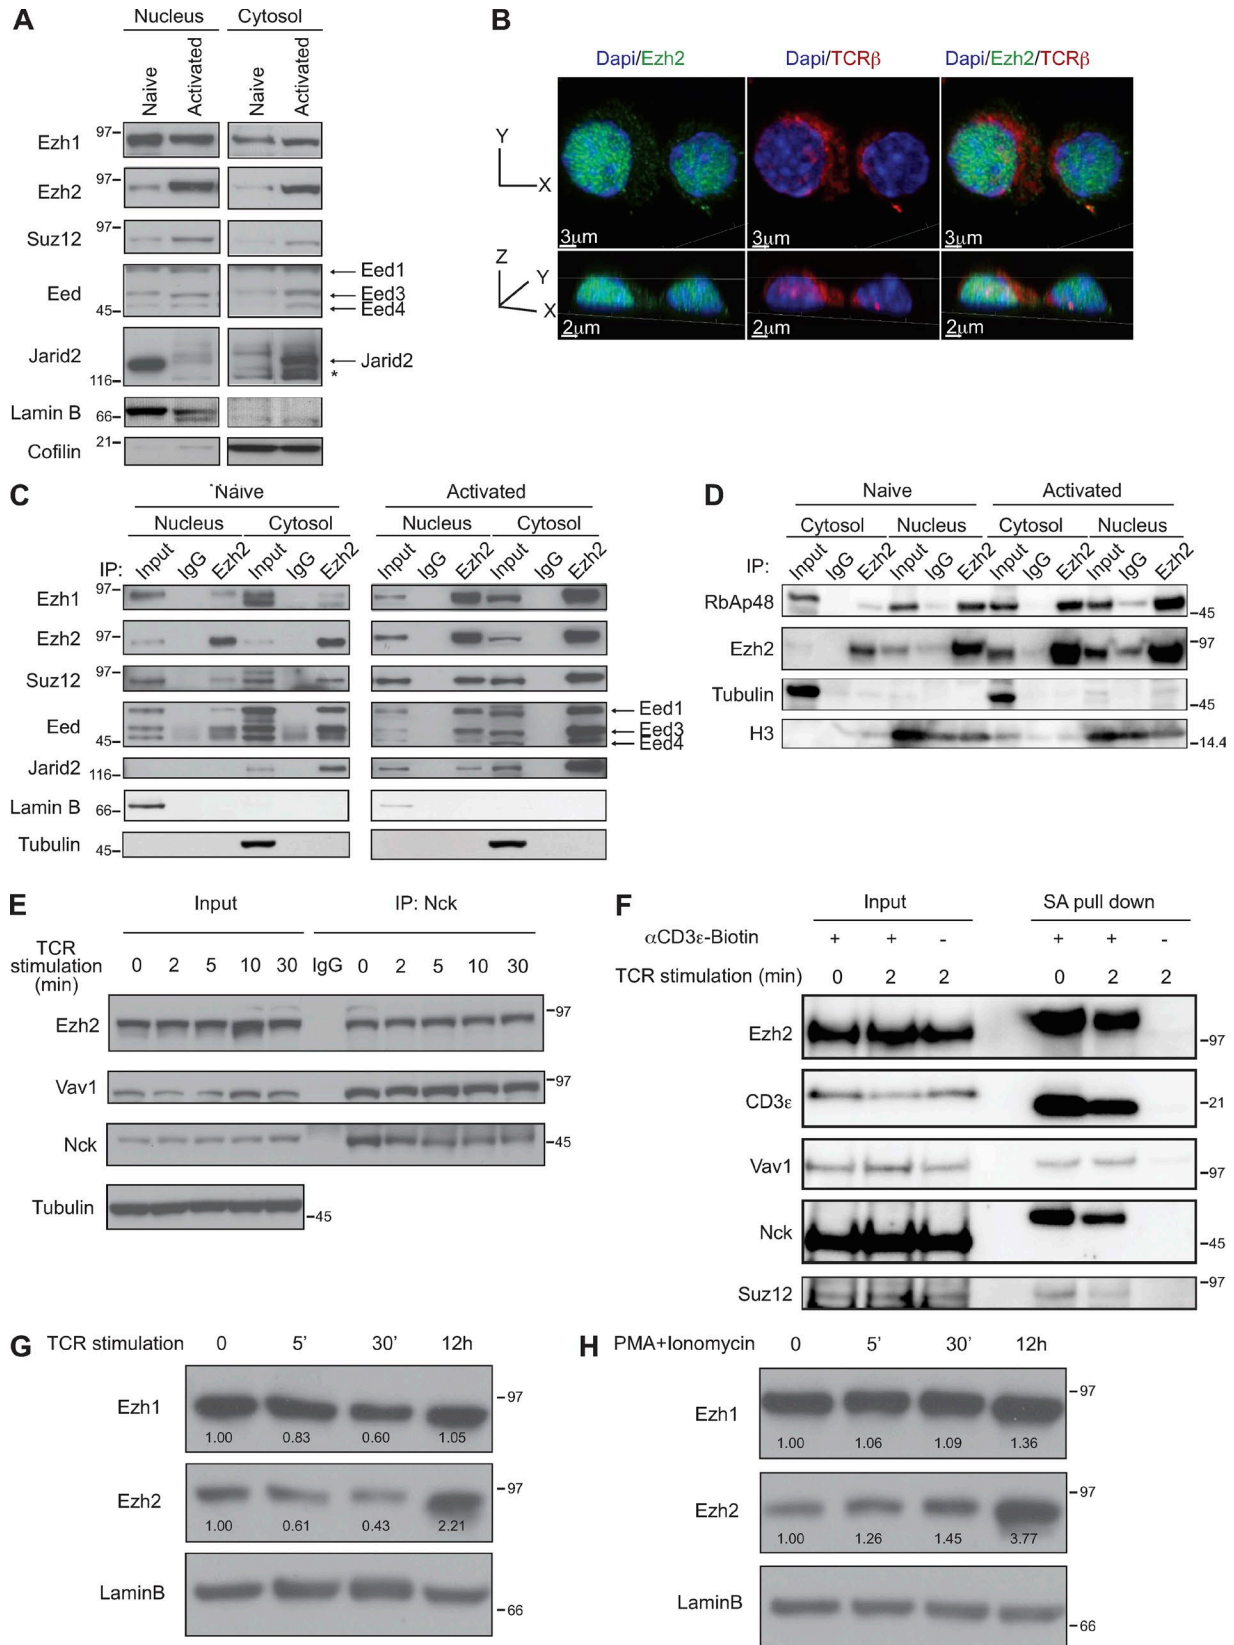 A
Nucleus Cytosol
Naive Activated Naive Activated
Ezh1 97
Ezh2 97
Suz12 97
Eed 45 Eed1
Eed3
Eed4
Jarid2 116 Jarid2
*
Lamin B 66
Cofilin 21
B
Dapi/Ezh2 Dapi/TCRβ Dapi/Ezh2/TCRβ
Y
X
3µm 3µm 3µm
Z
Y
X
2µm 2µm 2µm
C
Naive Activated
Nucleus Cytosol Nucleus Cytosol
IP: Input IgG Ezh2 Input IgG Ezh2 Input IgG Ezh2 Input IgG Ezh2
Ezh1 97
Ezh2 97
Suz12 97
Eed 45 Eed1
Eed3
Eed4
Jarid2 116
Lamin B 66
Tubulin 45
D
Naive Activated
Cytosol Nucleus Cytosol Nucleus
IP: Input IgG Ezh2 Input IgG Ezh2 Input IgG Ezh2 Input IgG Ezh2
RbAp48 45
Ezh2 97
Tubulin 45
H3 14.4
E
Input IP: Nck
TCR
stimulation
(min)
0 2 5 10 30 IgG 0 2 5 10 30
Ezh2 97
Vav1 97
Nck 45
Tubulin 45
F
Input SA pull down
αCD3ε-Biotin + + - + + -
TCR stimulation (min) 0 2 2 0 2 2
Ezh2 97
CD3ε 21
Vav1 97
Nck 45
Suz12 97
G
TCR stimulation 0 5' 30' 12h
Ezh1 97
1.00 0.83 0.60 1.05
Ezh2 97
1.00 0.61 0.43 2.21
LaminB 66
H
PMA+Ionomycin 0 5' 30' 12h
Ezh1 97
1.00 1.06 1.09 1.36
Ezh2 97
1.00 1.26 1.45 3.77
LaminB 66